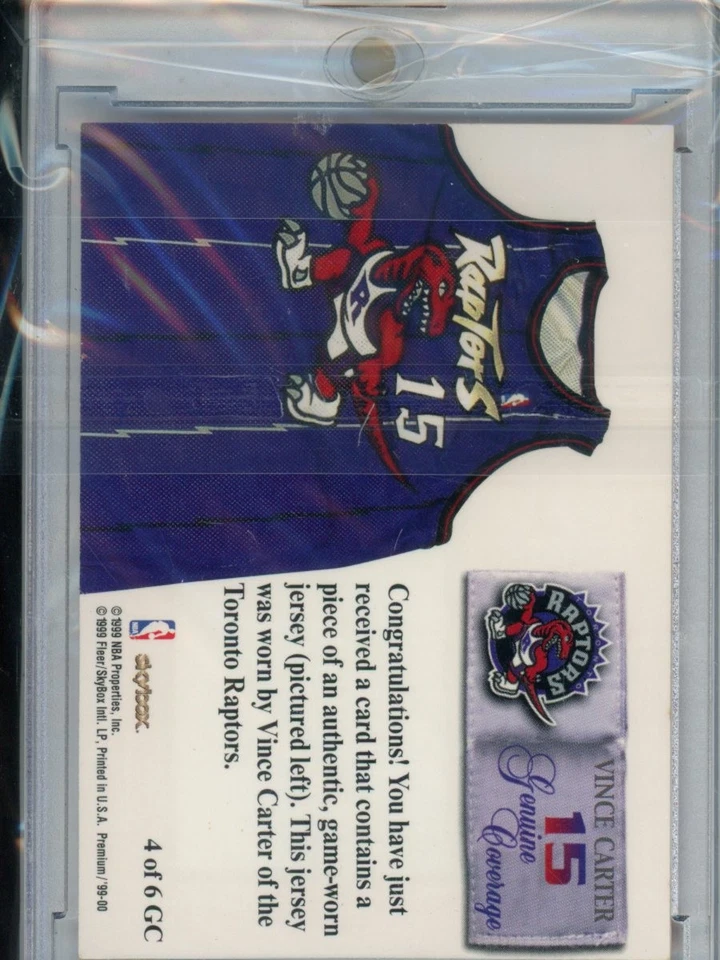 Raptors
15
RAPTORS
VINCE CARTER
15
Genuine
Coverage
Congratulations! You have just
received a card that contains a
piece of an authentic, game-worn
jersey (pictured left). This jersey
was worn by Vince Carter of the
Toronto Raptors.
4 of 6 GC
NBA
skybox
©1999 NBA Properties, Inc.
©1999 Fleer/SkyBox Intl. LP, Printed in U.S.A. Premium/'99-00